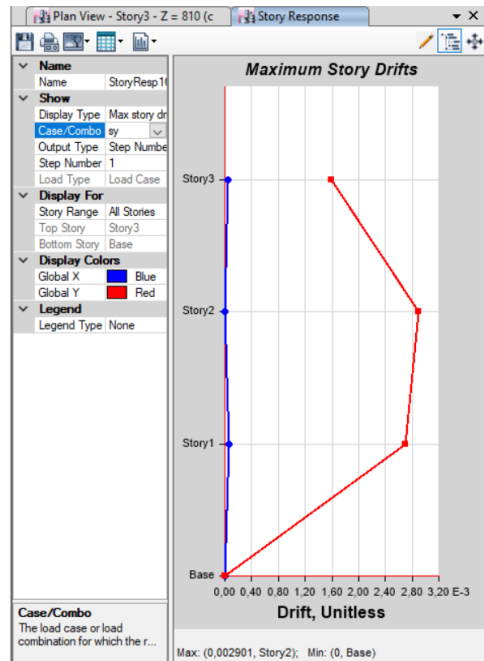 Plan View - Story3 - Z = 810 (c
Story Response
Name
Name StoryResp1
Show
Display Type Max story dr
Case/Combo sy
Output Type Step Numbe
Step Number 1
Load Type Load Case
Display For
Story Range All Stories
Top Story Story3
Bottom Story Base
Display Colors
Global X Blue
Global Y Red
Legend
Legend Type None
Case/Combo
The load case or load
combination for which the r...
Maximum Story Drifts
Story3
Story2
Story1
Base
0,00 0,40 0,80 1,20 1,60 2,00 2,40 2,80 3,20 E-3
Drift, Unitless
Max: (0,002901, Story2); Min: (0, Base)